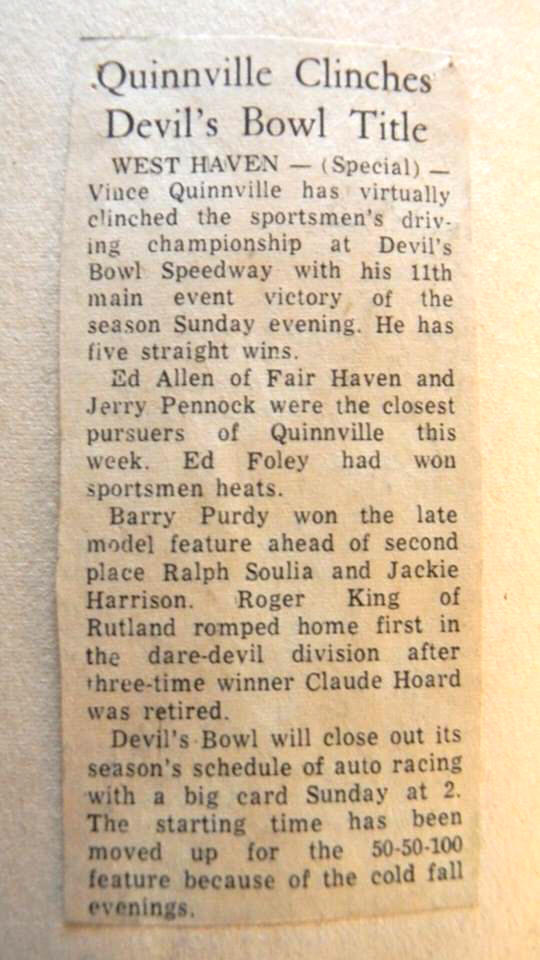 Quinnville Clinches
Devil's Bowl Title
WEST HAVEN — (Special) —
Vince Quinnville has virtually
clinched the sportsmen's driv-
ing championship at Devil's
Bowl Speedway with his 11th
main event victory of the
season Sunday evening. He has
five straight wins.
Ed Allen of Fair Haven and
Jerry Pennock were the closest
pursuers of Quinnville this
week. Ed Foley had won
sportsmen heats.
Barry Purdy won the late
model feature ahead of second
place Ralph Soulia and Jackie
Harrison. Roger King of
Rutland romped home first in
the dare-devil division after
three-time winner Claude Hoard
was retired.
Devil's Bowl will close out its
season's schedule of auto racing
with a big card Sunday at 2.
The starting time has been
moved up for the 50-50-100
feature because of the cold fall
evenings.